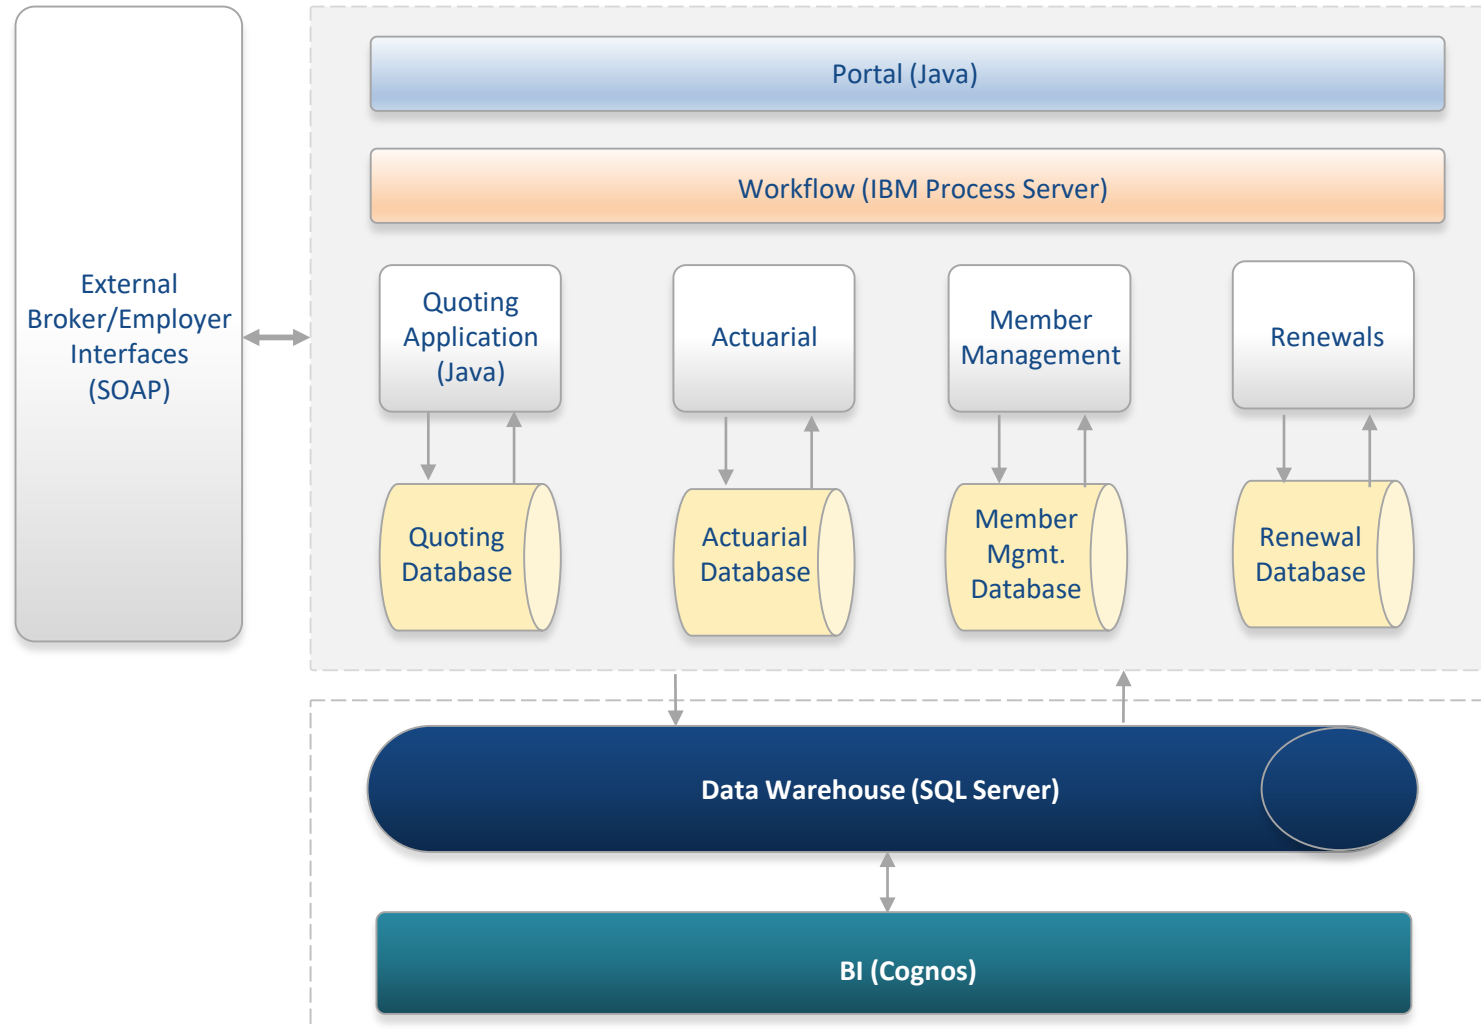 Portal (Java)
Workflow (IBM Process Server)
External
Broker/Employer
Interfaces
(SOAP)
Quoting
Application
(Java)
Actuarial
Member
Management
Renewals
Quoting
Database
Actuarial
Database
Member
Mgmt.
Database
Renewal
Database
Data Warehouse (SQL Server)
BI (Cognos)